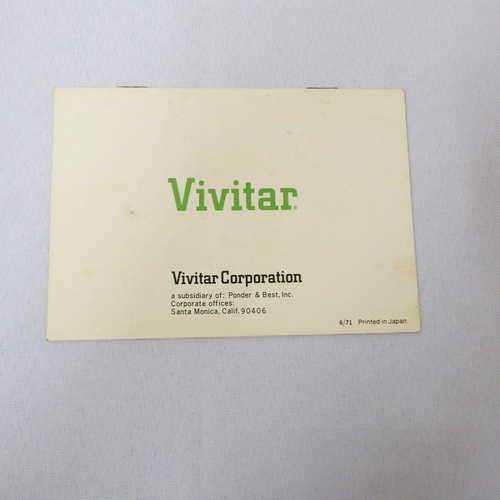 Vivitar®
Vivitar Corporation
a subsidiary of: Ponder & Best, Inc.
Corporate offices:
Santa Monica, Calif. 90406
6/71 Printed in Japan